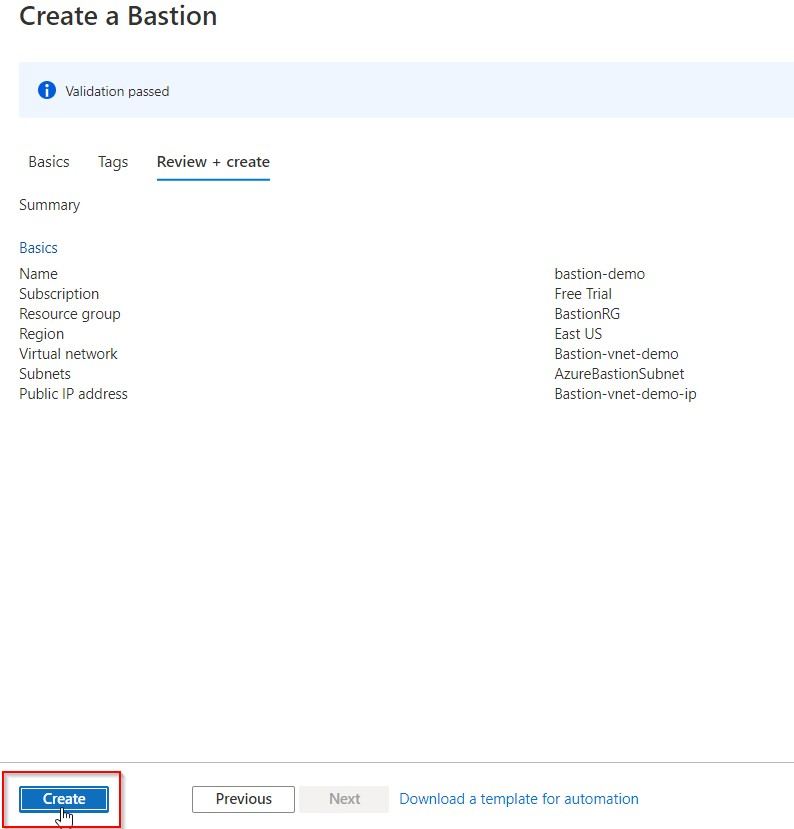 Create a Bastion
Validation passed
Basics Tags Review + create
Summary
Basics
Name bastion-demo
Subscription Free Trial
Resource group BastionRG
Region East US
Virtual network Bastion-vnet-demo
Subnets AzureBastionSubnet
Public IP address Bastion-vnet-demo-ip
Create Previous Next Download a template for automation